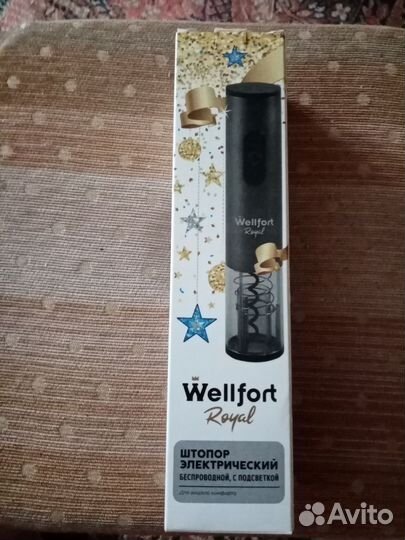 Wellfort
Royal
Wellfort
Royal
ШТОПОР
ЭЛЕКТРИЧЕСКИЙ
БЕСПРОВОДНОЙ, С ПОДСВЕТКОЙ
Для вашего комфорта
Avito